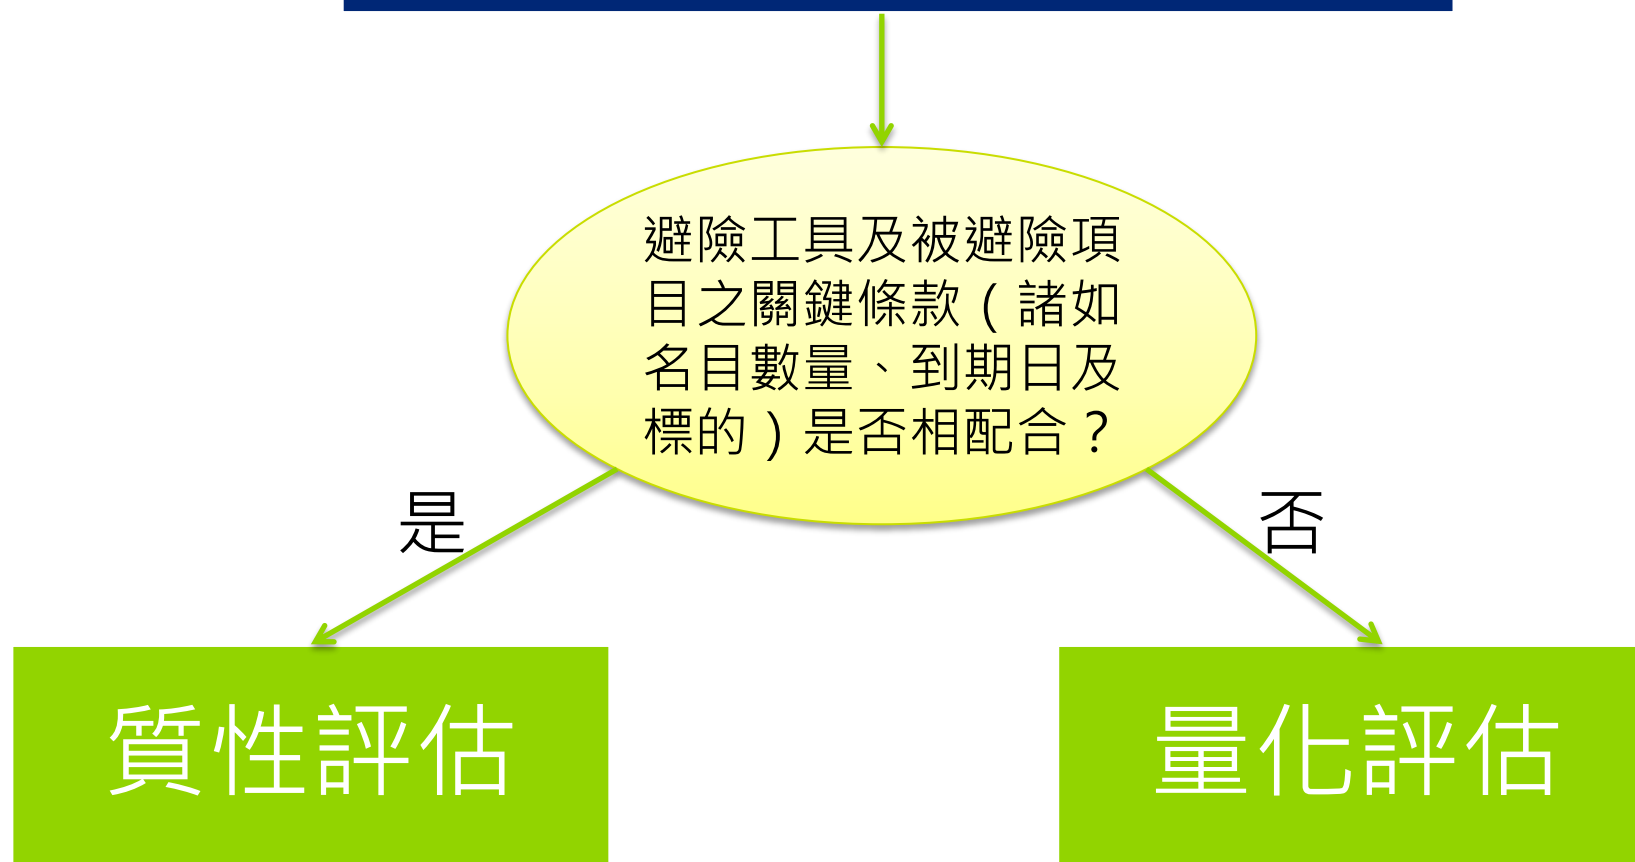 避險工具及被避險項
目之關鍵條款（諸如
名目數量、到期日及
標的）是否相配合？
是
否
質性評估
量化評估